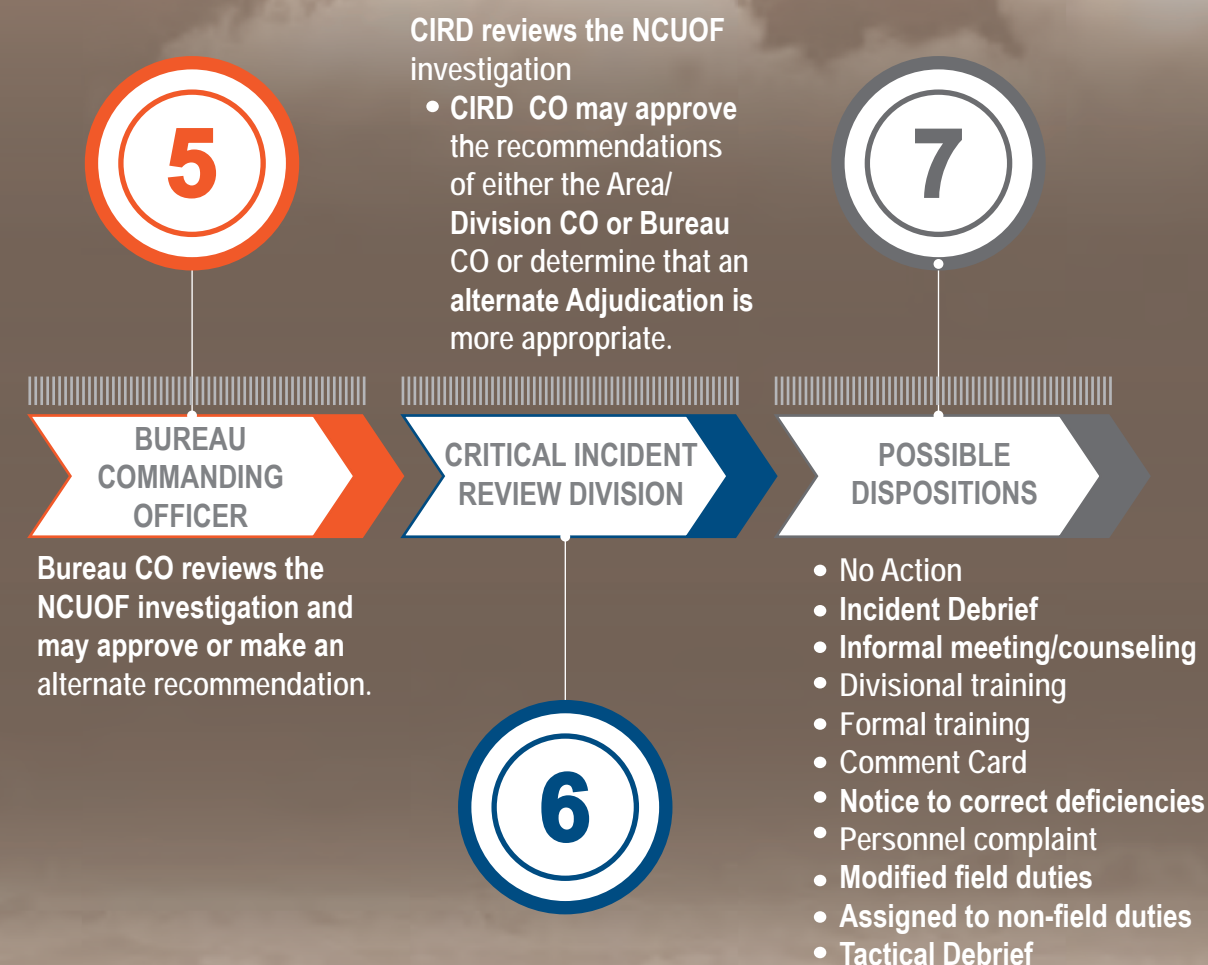 5
BUREAU
COMMANDING
OFFICER
Bureau CO reviews the
NCUOF investigation and
may approve or make an
alternate recommendation.
CIRD reviews the NCUOF
investigation
• CIRD CO may approve
the recommendations
of either the Area/
Division CO or Bureau
CO or determine that an
alternate Adjudication is
more appropriate.
CRITICAL INCIDENT
REVIEW DIVISION
6
7
POSSIBLE
DISPOSITIONS
• No Action
• Incident Debrief
• Informal meeting/counseling
• Divisional training
• Formal training
• Comment Card
• Notice to correct deficiencies
• Personnel complaint
• Modified field duties
• Assigned to non-field duties
• Tactical Debrief